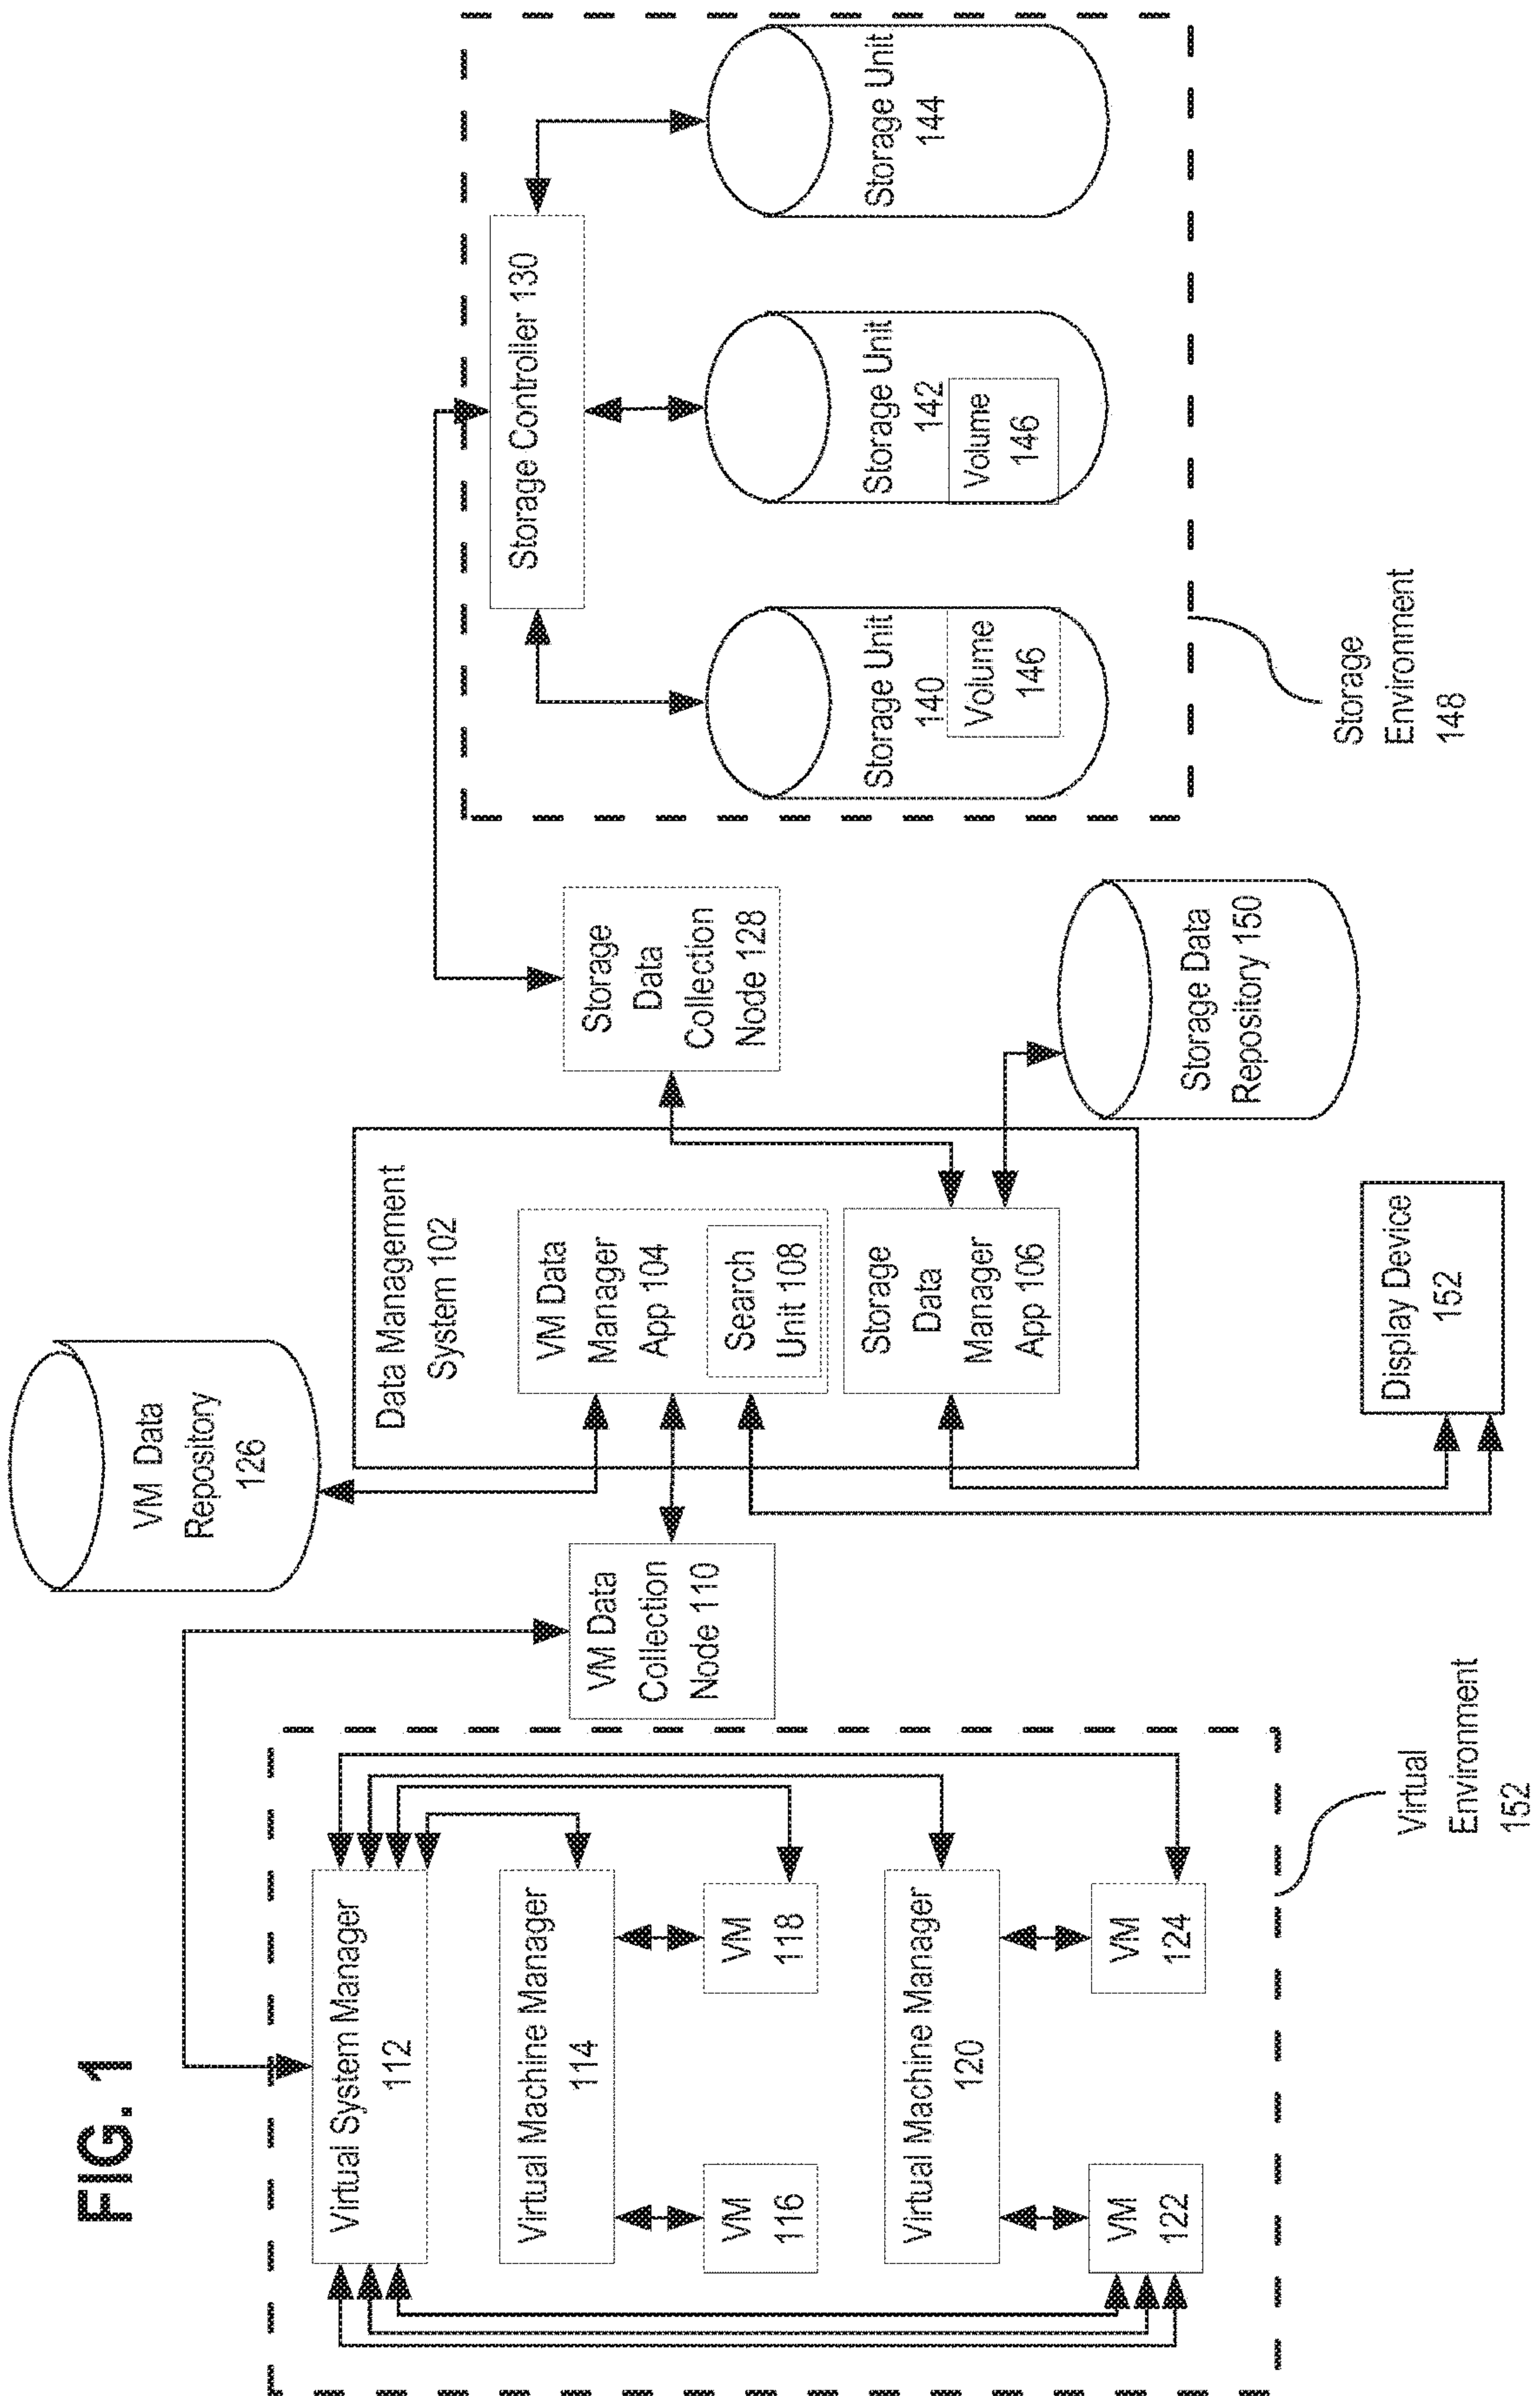 FIG. 1
Virtual System Manager
112
Virtual Machine Manager
114
VM
116
VM
118
Virtual Machine Manager
120
VM
122
VM
124
Virtual
Environment
152
VM Data
Collection
Node 110
VM Data
Repository
126
Data Management
System 102
VM Data
Manager
App 104
Search
Unit 108
Storage
Data
Manager
App 106
Display Device
152
Storage
Data
Collection
Node 128
Storage Data
Repository 150
Storage Controller 130
Storage Unit
140
Volume
146
Storage Unit
142
Volume
146
Storage Unit
144
Storage
Environment
148